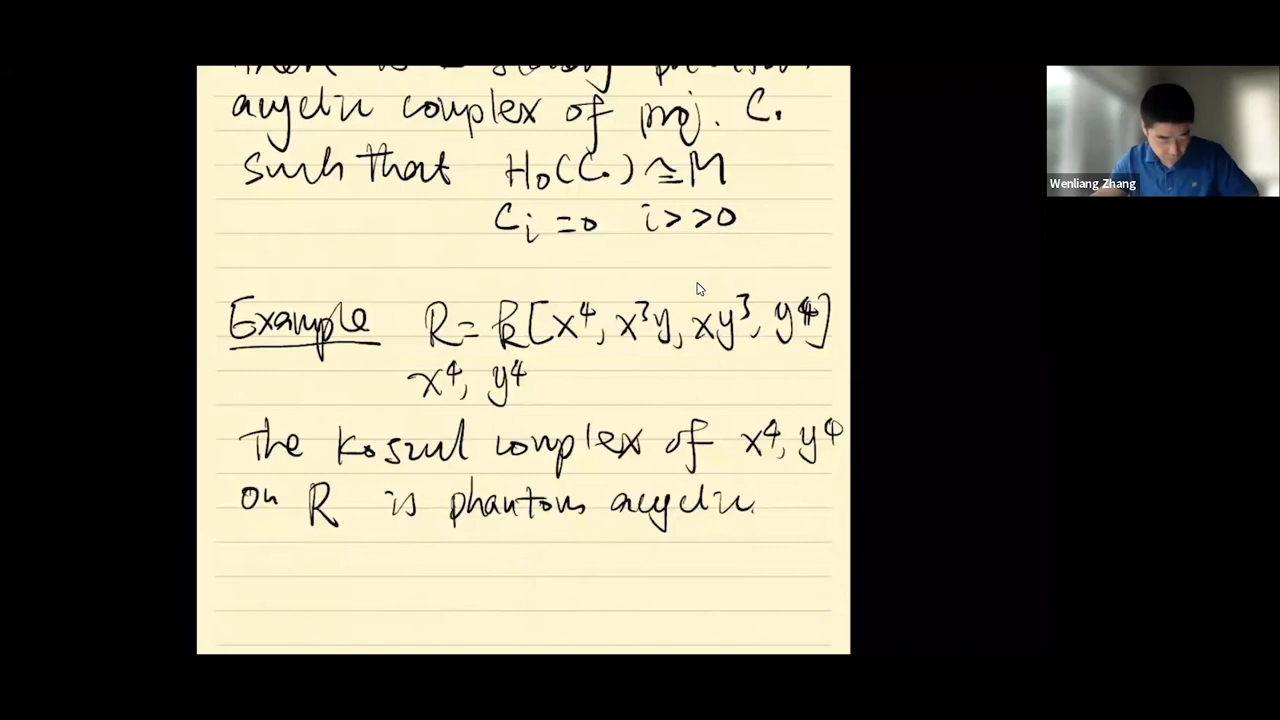 acyclic complex of proj. C.
such that H₀(C.) ≅ M
Cᵢ = 0 i >> 0
Example R = k[x⁴, x³y, xy³, y⁴]
x⁴, y⁴
The Koszul complex of x⁴, y⁴
on R is phantom acyclic.
Wenliang Zhang